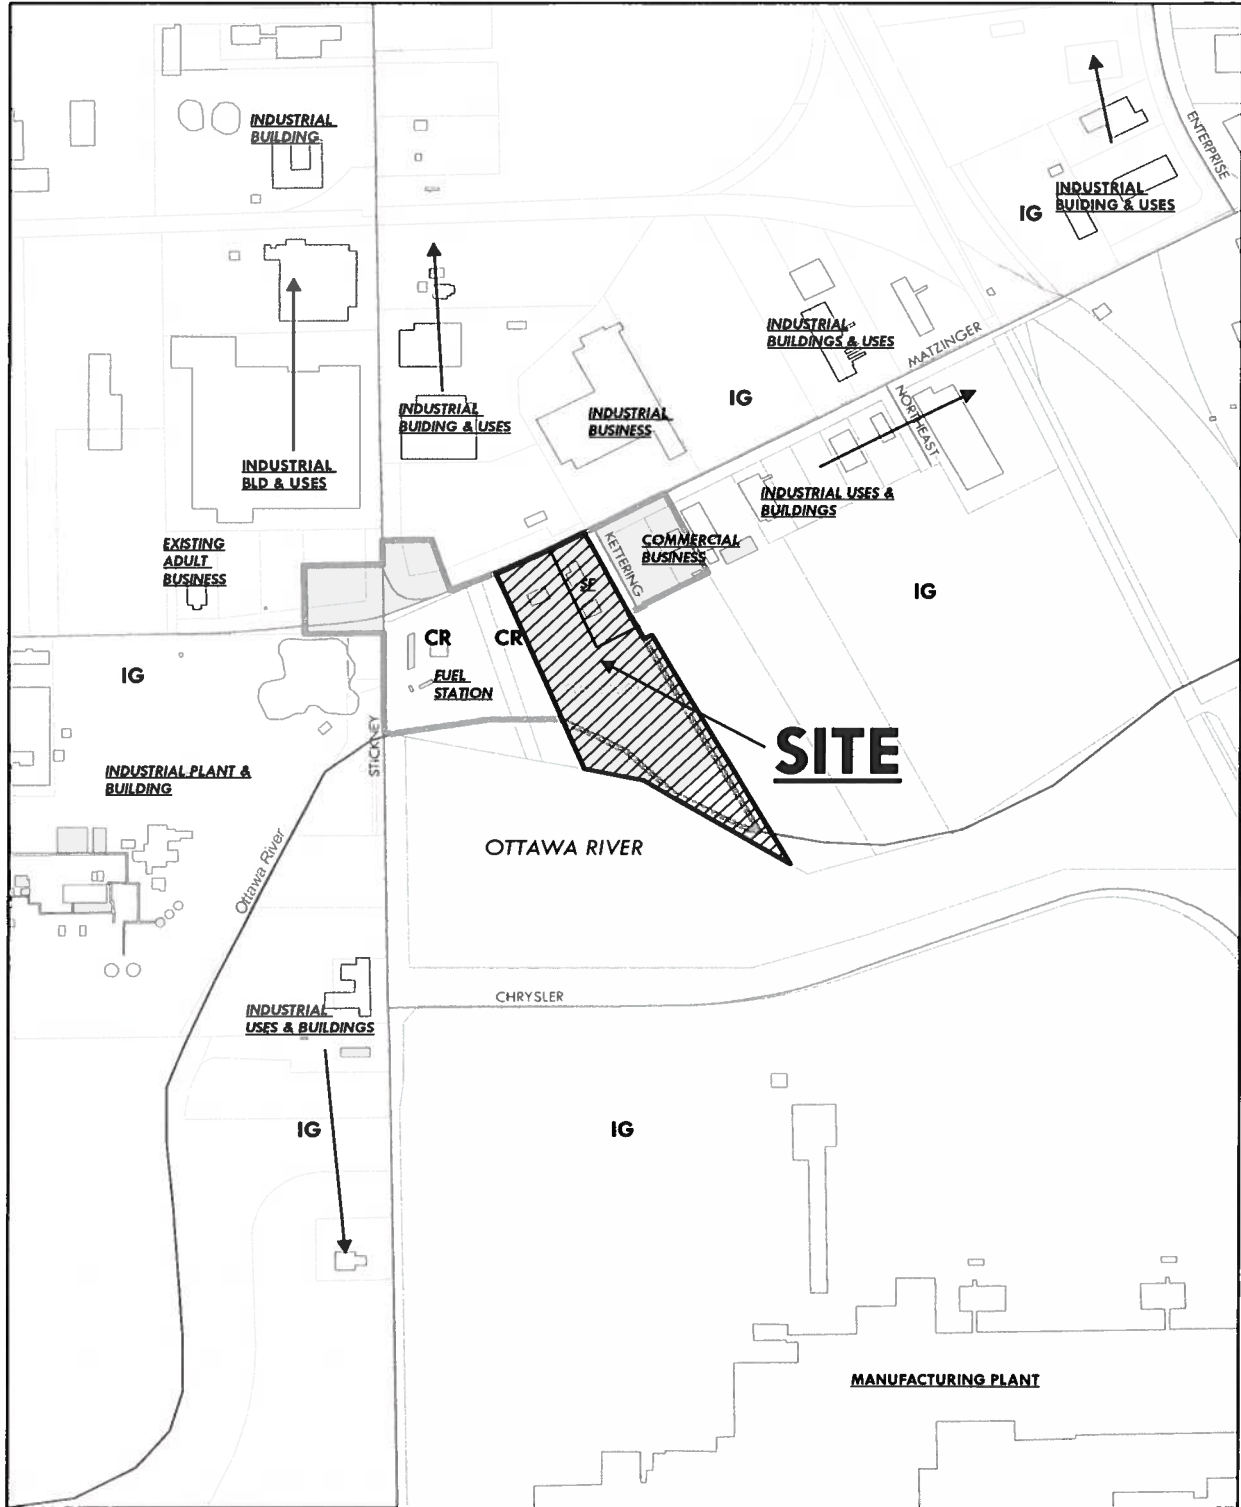 INDUSTRIAL
BUILDING
ENTERPRISE
INDUSTRIAL
BUIDING & USES
IG
INDUSTRIAL
BUILDINGS & USES
MATZINGER
IG
NORTHEAST
INDUSTRIAL
BUIDING & USES
INDUSTRIAL
BUSINESS
INDUSTRIAL
BLD & USES
INDUSTRIAL USES &
BUILDINGS
EXISTING
ADULT
BUSINESS
KETTERING
COMMERCIAL
BUSINESS
SF
IG
CR
CR
IG
FUEL
STATION
STICKNEY
SITE
INDUSTRIAL PLANT &
BUILDING
OTTAWA RIVER
Ottawa River
CHRYSLER
INDUSTRIAL
USES & BUILDINGS
IG
IG
MANUFACTURING PLANT